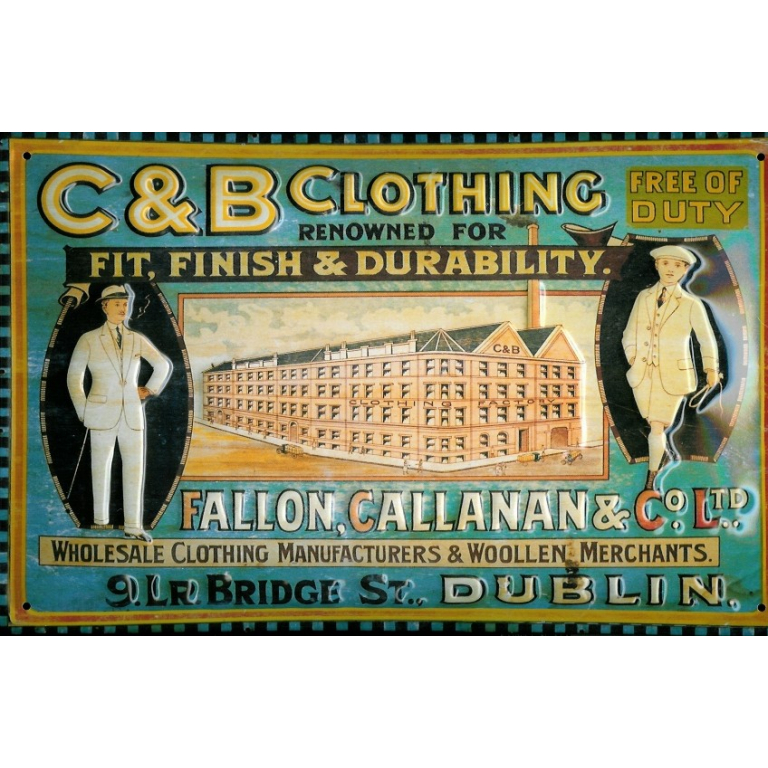 C&B CLOTHING
FREE OF
DUTY
RENOWNED FOR
FIT, FINISH & DURABILITY.
C&B
CLOTHING FACTORY
FALLON, CALLANAN & Co. LTD.
WHOLESALE CLOTHING MANUFACTURERS & WOOLLEN MERCHANTS.
9. LR. BRIDGE ST., DUBLIN.